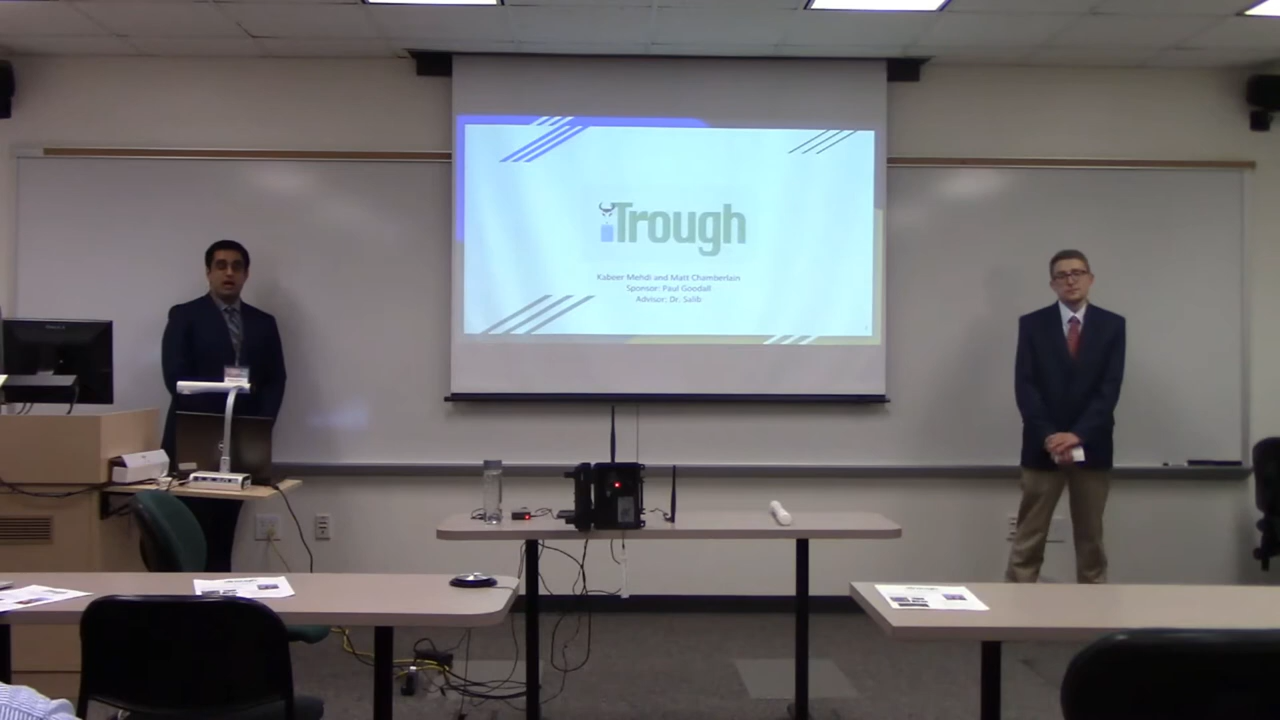 iTrough
Kabeer Mehdi and Matt Chamberlain
Sponsor: Paul Goodall
Advisor: Dr. Salib